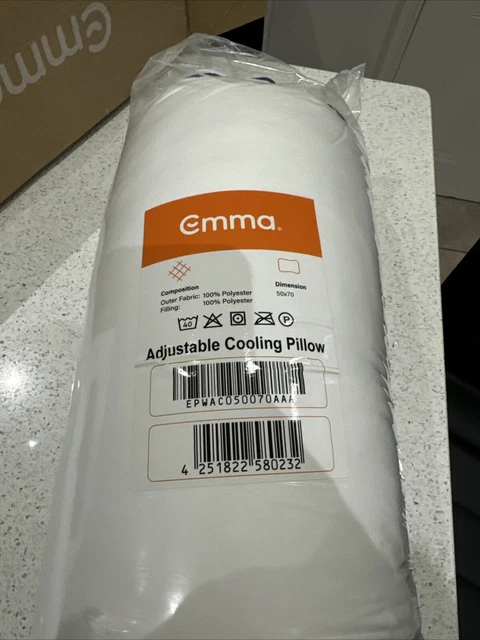 emma
emma®
Composition
Outer Fabric: 100% Polyester
Filling: 100% Polyester
Dimension
50x70
40
P
Adjustable Cooling Pillow
EPWAC050070AAA
4 251822 580232